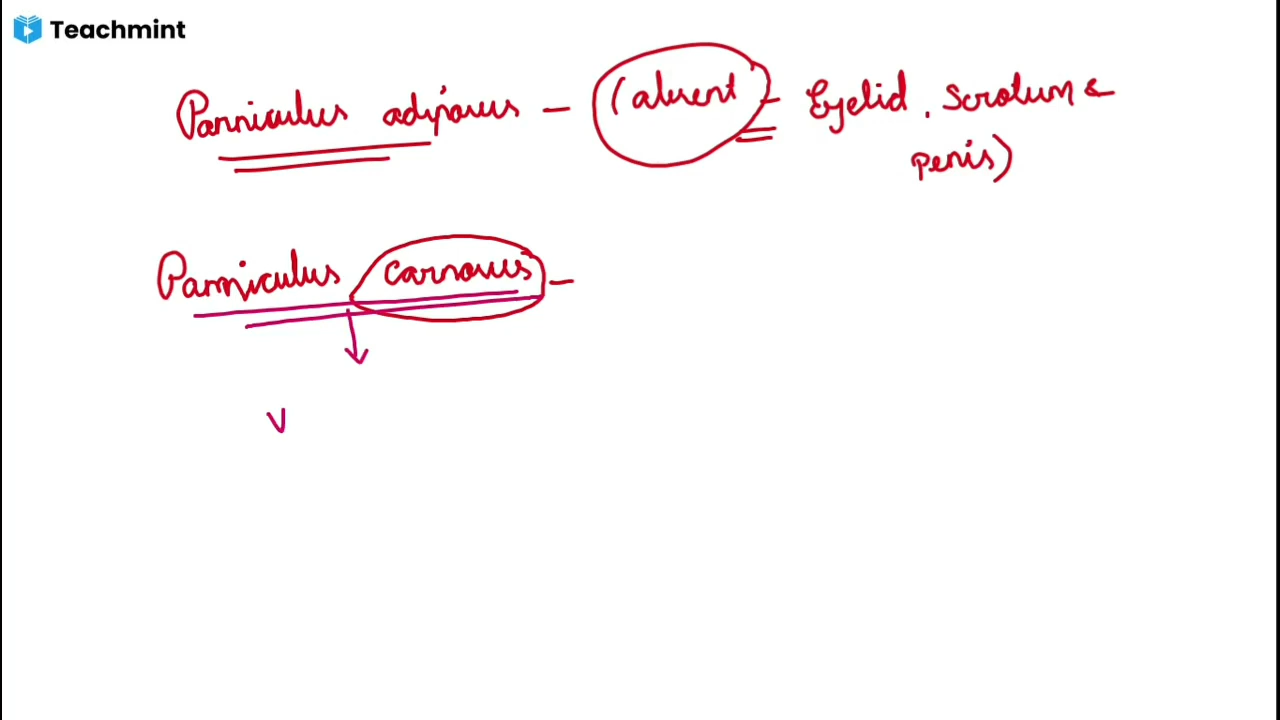 Teachmint
Panniculus adiposus - (absent - Eyelid, Scrotum &
penis)
Panniculus carnosus -
V